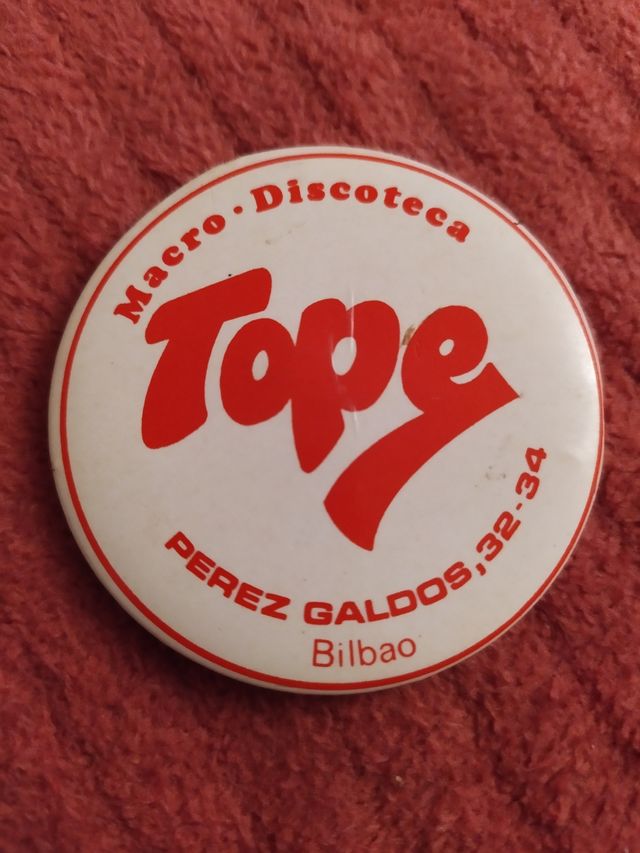 Macro·Discoteca
Tope
PEREZ GALDOS,32-34
Bilbao